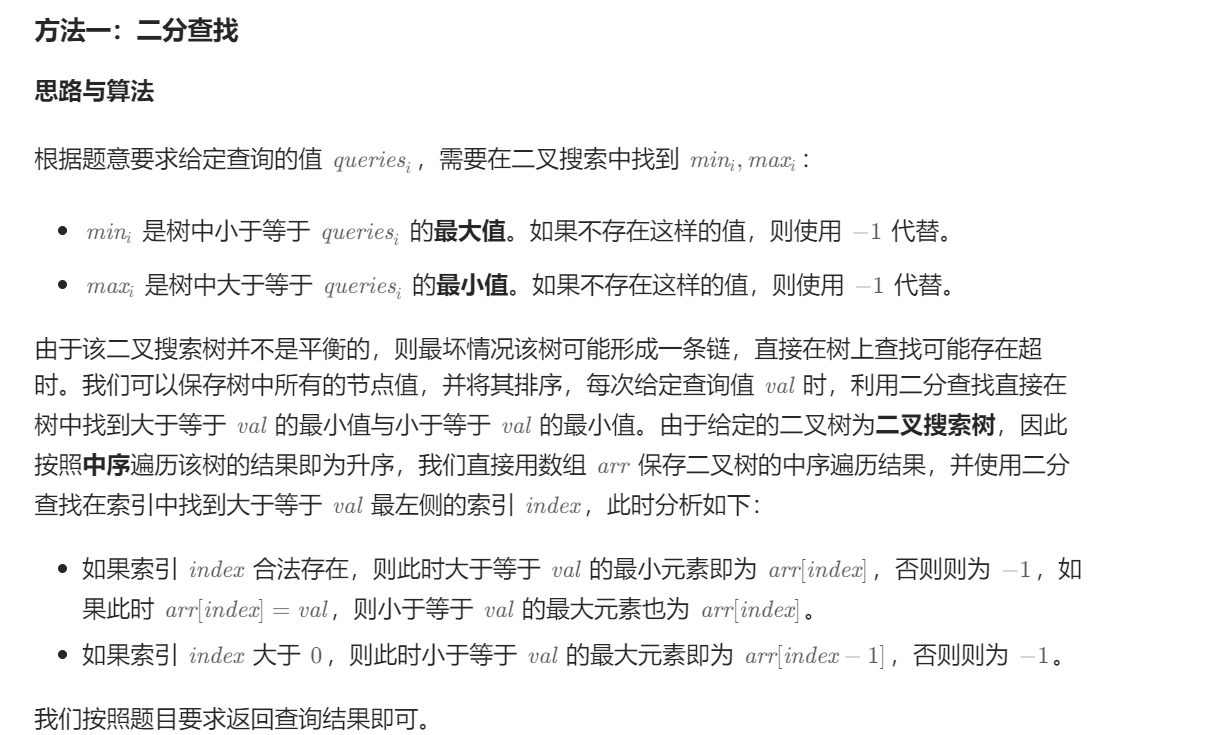 方法一：二分查找
思路与算法
根据题意要求给定查询的值 queries_i，需要在二叉搜索中找到 min_i, max_i：
• min_i 是树中小于等于 queries_i 的最大值。如果不存在这样的值，则使用 −1 代替。
• max_i 是树中大于等于 queries_i 的最小值。如果不存在这样的值，则使用 −1 代替。
由于该二叉搜索树并不是平衡的，则最坏情况该树可能形成一条链，直接在树上查找可能存在超
时。我们可以保存树中所有的节点值，并将其排序，每次给定查询值 val 时，利用二分查找直接在
树中找到大于等于 val 的最小值与小于等于 val 的最小值。由于给定的二叉树为二叉搜索树，因此
按照中序遍历该树的结果即为升序，我们直接用数组 arr 保存二叉树的中序遍历结果，并使用二分
查找在索引中找到大于等于 val 最左侧的索引 index，此时分析如下：
• 如果索引 index 合法存在，则此时大于等于 val 的最小元素即为 arr[index]，否则则为 −1，如
果此时 arr[index] = val，则小于等于 val 的最大元素也为 arr[index]。
• 如果索引 index 大于 0，则此时小于等于 val 的最大元素即为 arr[index − 1]，否则则为 −1。
我们按照题目要求返回查询结果即可。